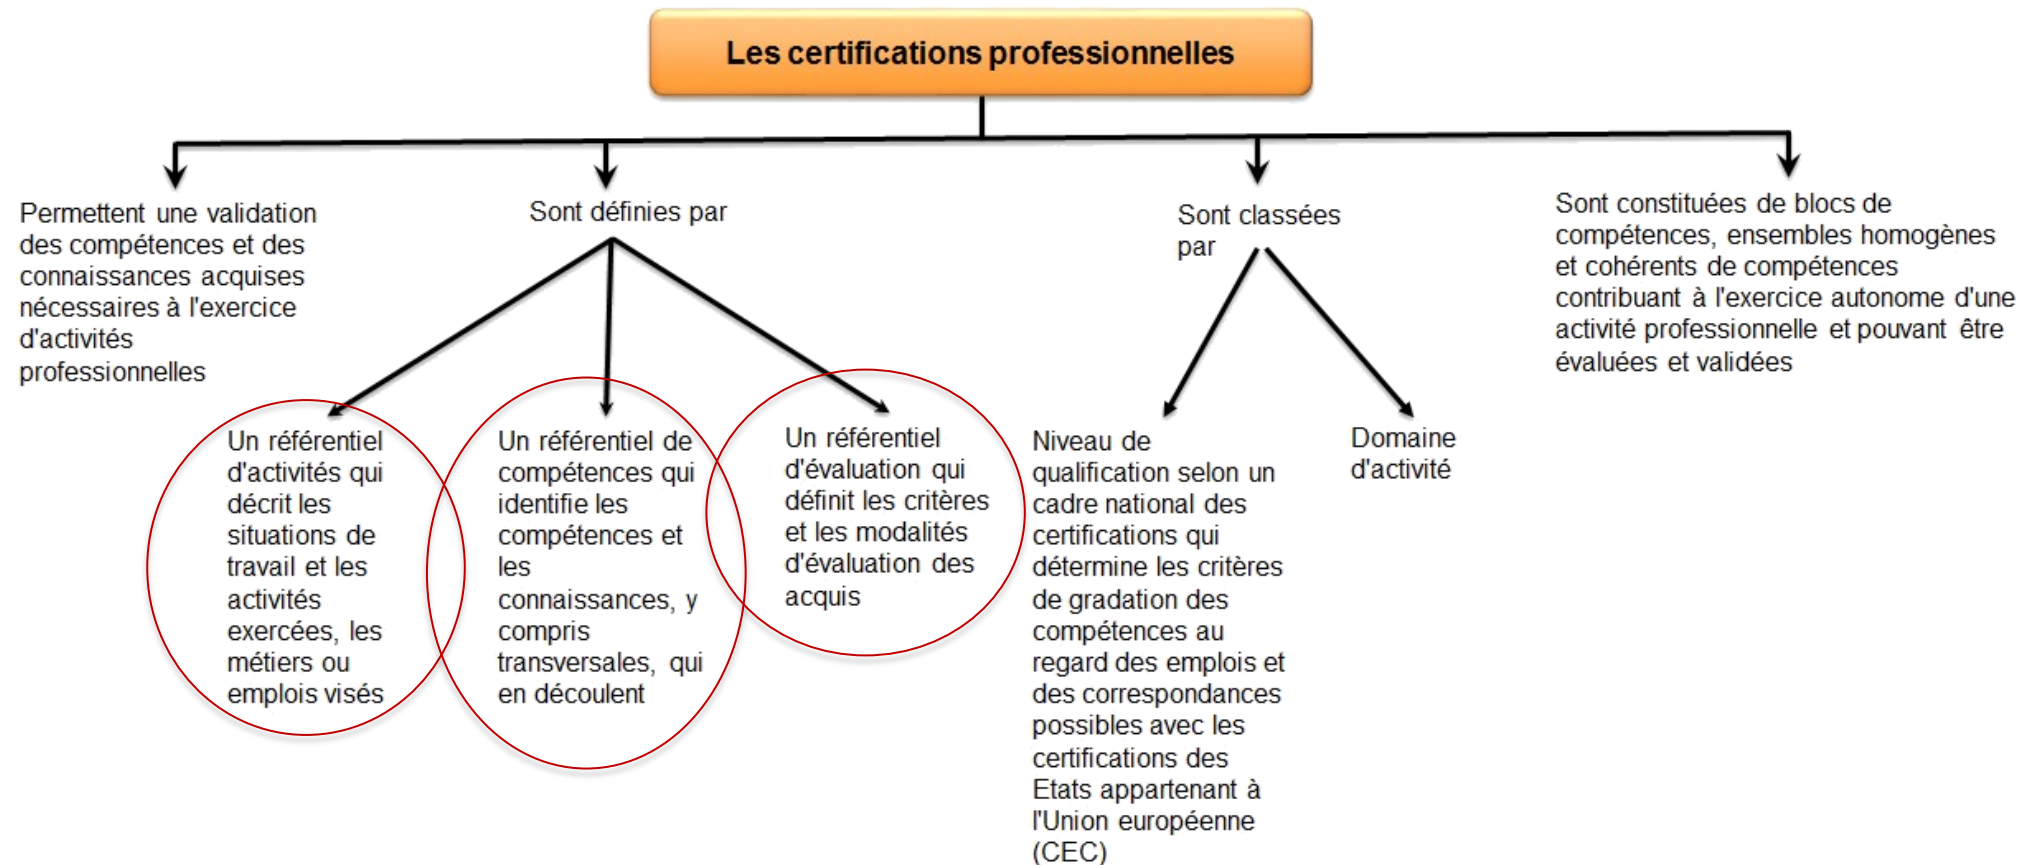 Les certifications professionnelles
Permettent une validation
des compétences et des
connaissances acquises
nécessaires à l'exercice
d'activités
professionnelles
Sont définies par
Un référentiel
d'activités qui
décrit les
situations de
travail et les
activités
exercées, les
métiers ou
emplois visés
Un référentiel de
compétences qui
identifie les
compétences et
les
connaissances, y
compris
transversales, qui
en découlent
Un référentiel
d'évaluation qui
définit les critères
et les modalités
d'évaluation des
acquis
Sont classées
par
Niveau de
qualification selon un
cadre national des
certifications qui
détermine les critères
de gradation des
compétences au
regard des emplois et
des correspondances
possibles avec les
certifications des
Etats appartenant à
l'Union européenne
(CEC)
Domaine
d'activité
Sont constituées de blocs de
compétences, ensembles homogènes
et cohérents de compétences
contribuant à l'exercice autonome d'une
activité professionnelle et pouvant être
évaluées et validées